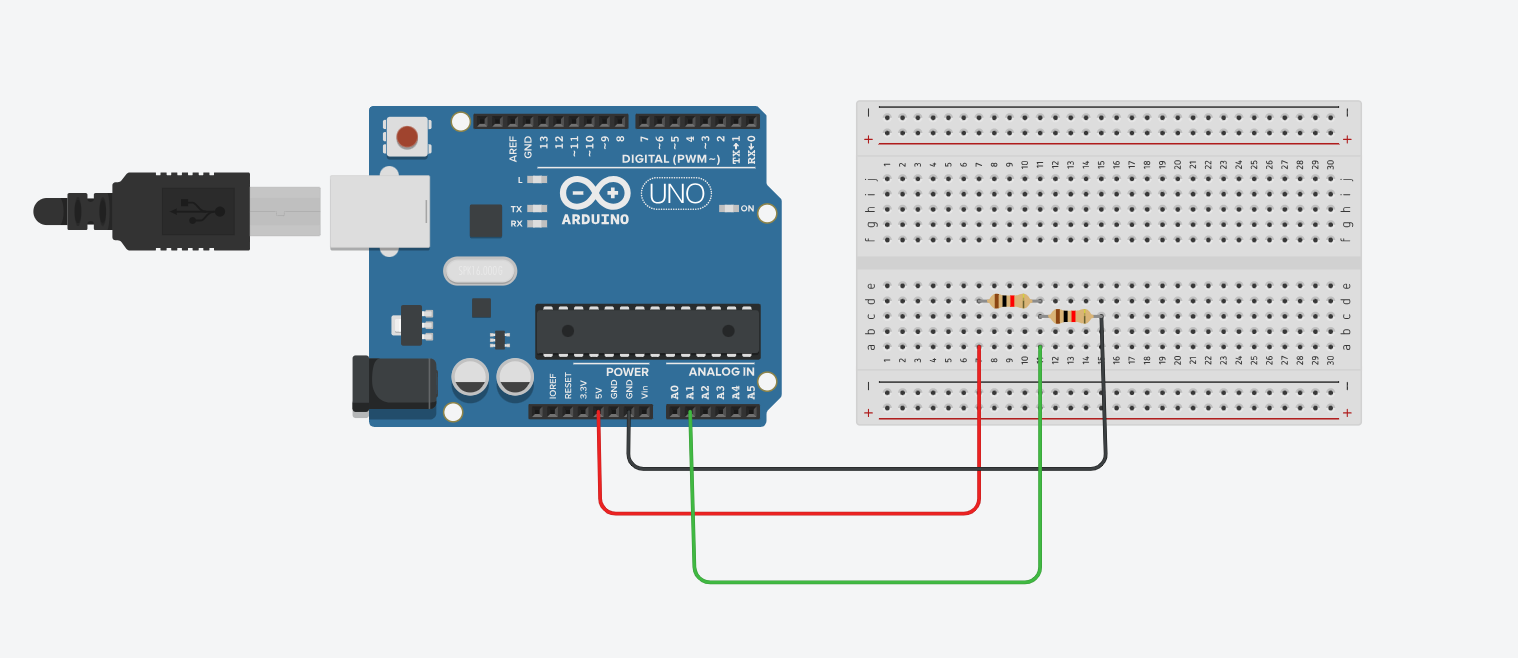 AREF
GND
13
12
~11
~10
~9
8
7
~6
~5
4
~3
2
TX→1
RX←0
DIGITAL (PWM~)
L
TX
RX
ARDUINO
UNO
ON
POWER
ANALOG IN
IOREF
RESET
3.3V
5V
GND
GND
Vin
A0
A1
A2
A3
A4
A5
− −
+ +
1 2 3 4 5 6 7 8 9 10 11 12 13 14 15 16 17 18 19 20 21 22 23 24 25 26 27 28 29 30
j j
i i
h h
g g
f f
e e
d d
c c
b b
a a
1 2 3 4 5 6 7 8 9 10 11 12 13 14 15 16 17 18 19 20 21 22 23 24 25 26 27 28 29 30
− −
+ +